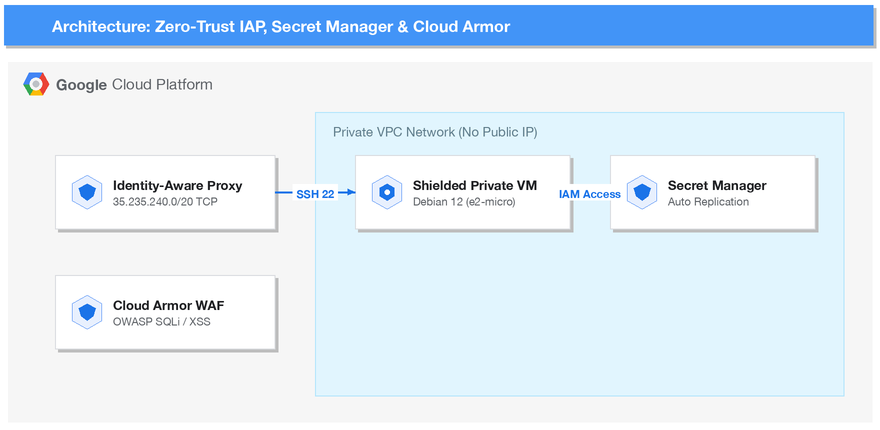 Architecture: Zero-Trust IAP, Secret Manager & Cloud Armor
Google Cloud Platform
Private VPC Network (No Public IP)
Identity-Aware Proxy
35.235.240.0/20 TCP
SSH 22
Shielded Private VM
Debian 12 (e2-micro)
IAM Access
Secret Manager
Auto Replication
Cloud Armor WAF
OWASP SQLi / XSS